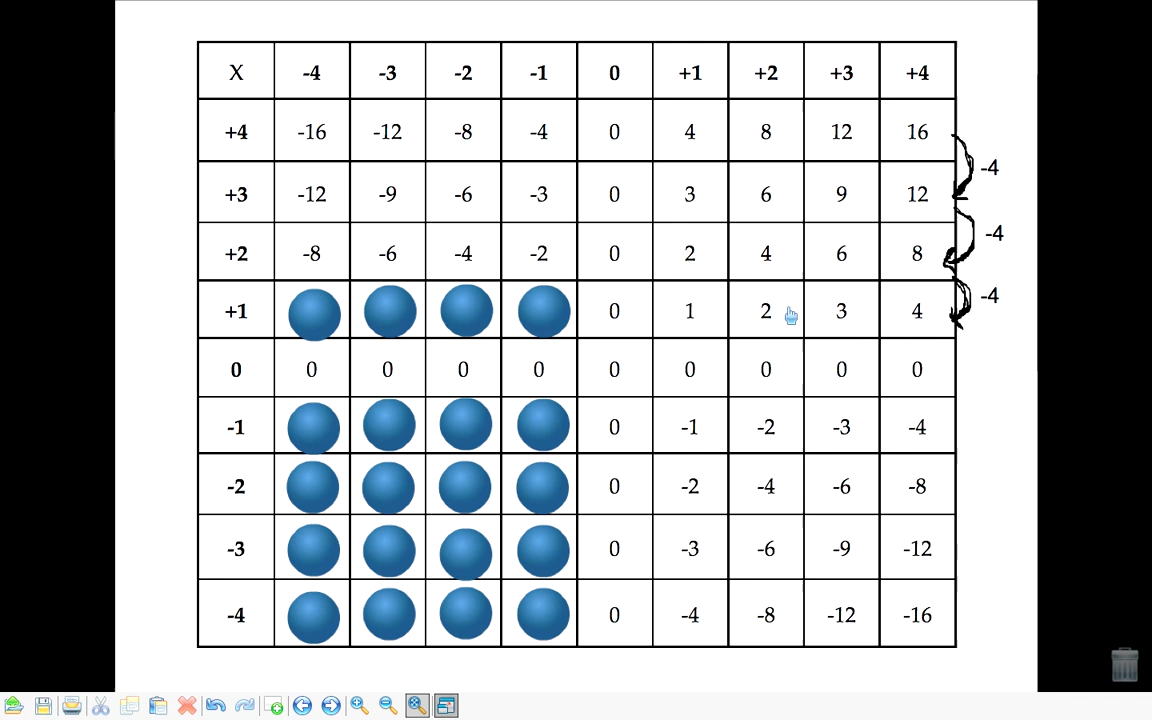 X -4 -3 -2 -1 0 +1 +2 +3 +4
+4 -16 -12 -8 -4 0 4 8 12 16
-4
+3 -12 -9 -6 -3 0 3 6 9 12
-4
+2 -8 -6 -4 -2 0 2 4 6 8
-4
+1 0 1 2 3 4
0 0 0 0 0 0 0 0 0 0
-1 0 -1 -2 -3 -4
-2 0 -2 -4 -6 -8
-3 0 -3 -6 -9 -12
-4 0 -4 -8 -12 -16